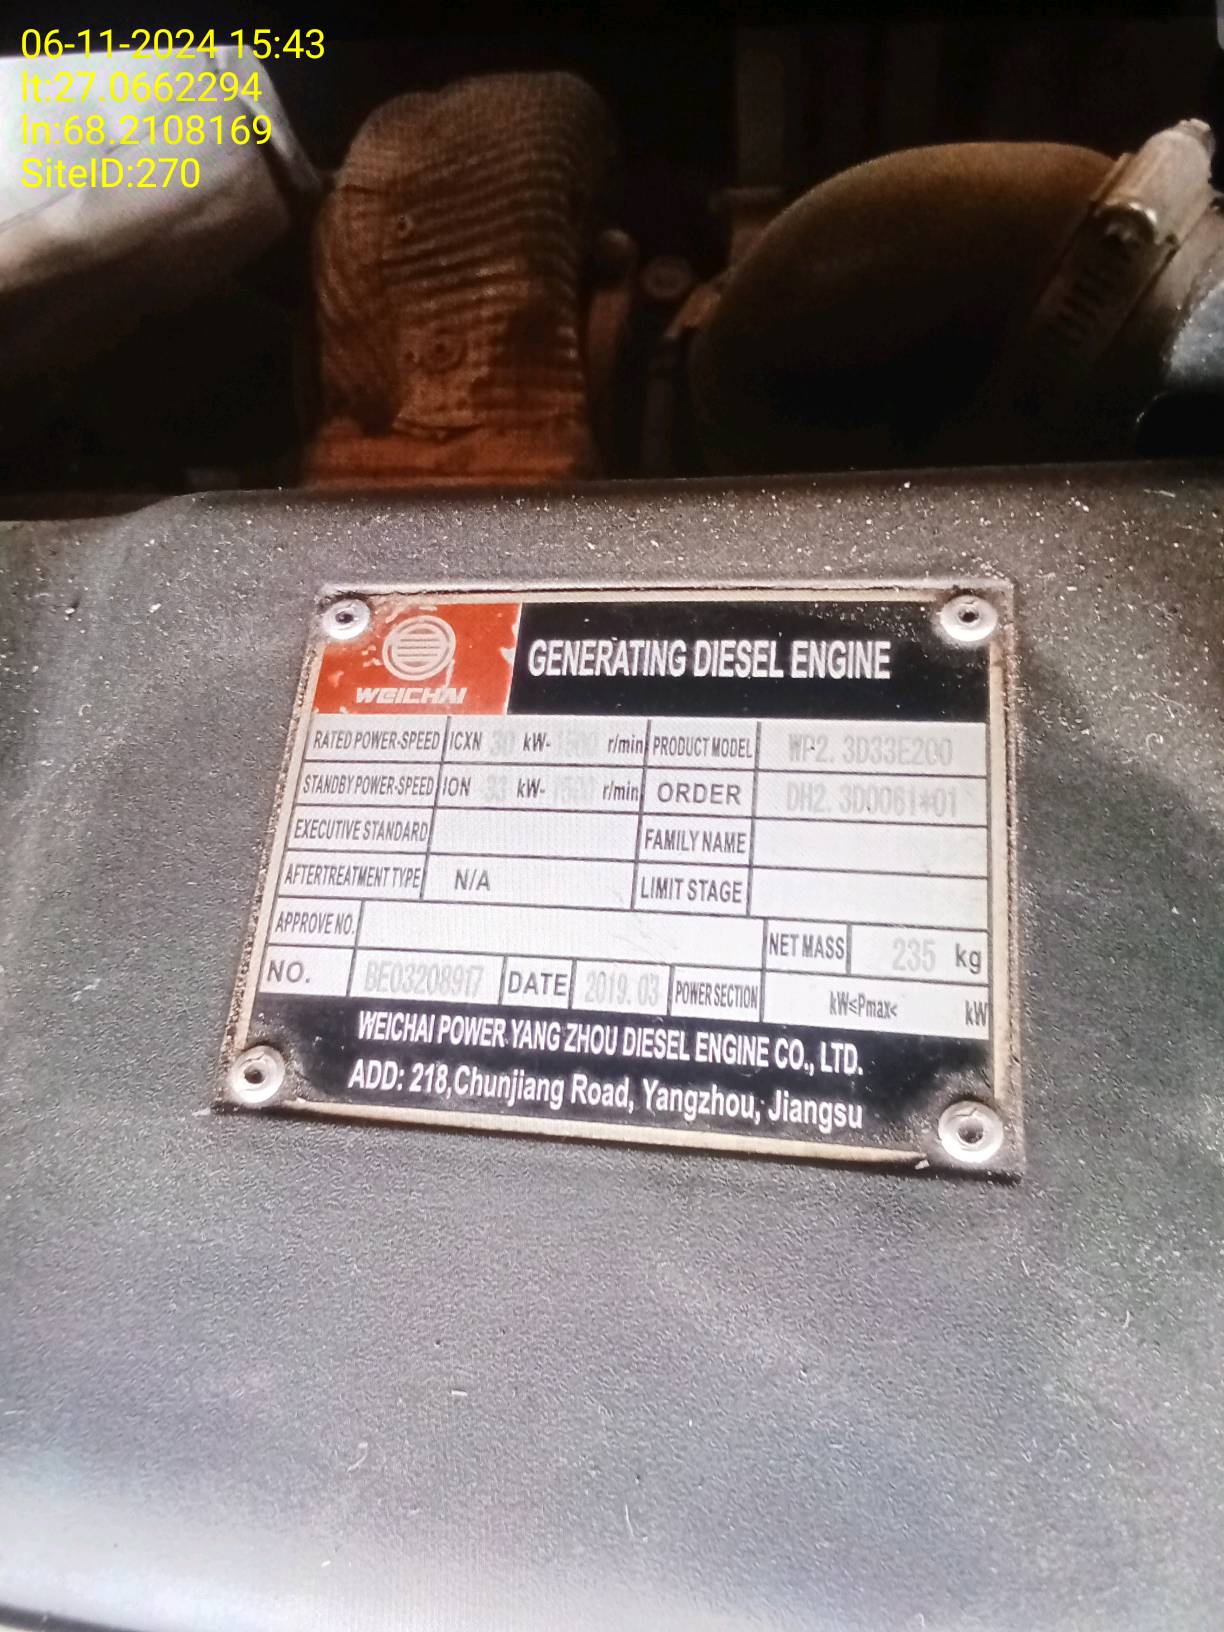 06-11-2024 15:43
lt:27.0662294
ln:68.2108169
SiteID:270
WEICHAI
GENERATING DIESEL ENGINE
RATED POWER-SPEED ICXN 30 kW- 1500 r/min PRODUCT MODEL WP2.3D33E200
STANDBY POWER-SPEED ION 33 kW- 1500 r/min ORDER DH2.3D0061*01
EXECUTIVE STANDARD FAMILY NAME
AFTERTREATMENT TYPE N/A LIMIT STAGE
APPROVE NO. NET MASS 235 kg
NO. BE03208917 DATE 2019.03 POWER SECTION kW≤Pmax< kW
WEICHAI POWER YANG ZHOU DIESEL ENGINE CO., LTD.
ADD: 218,Chunjiang Road, Yangzhou, Jiangsu